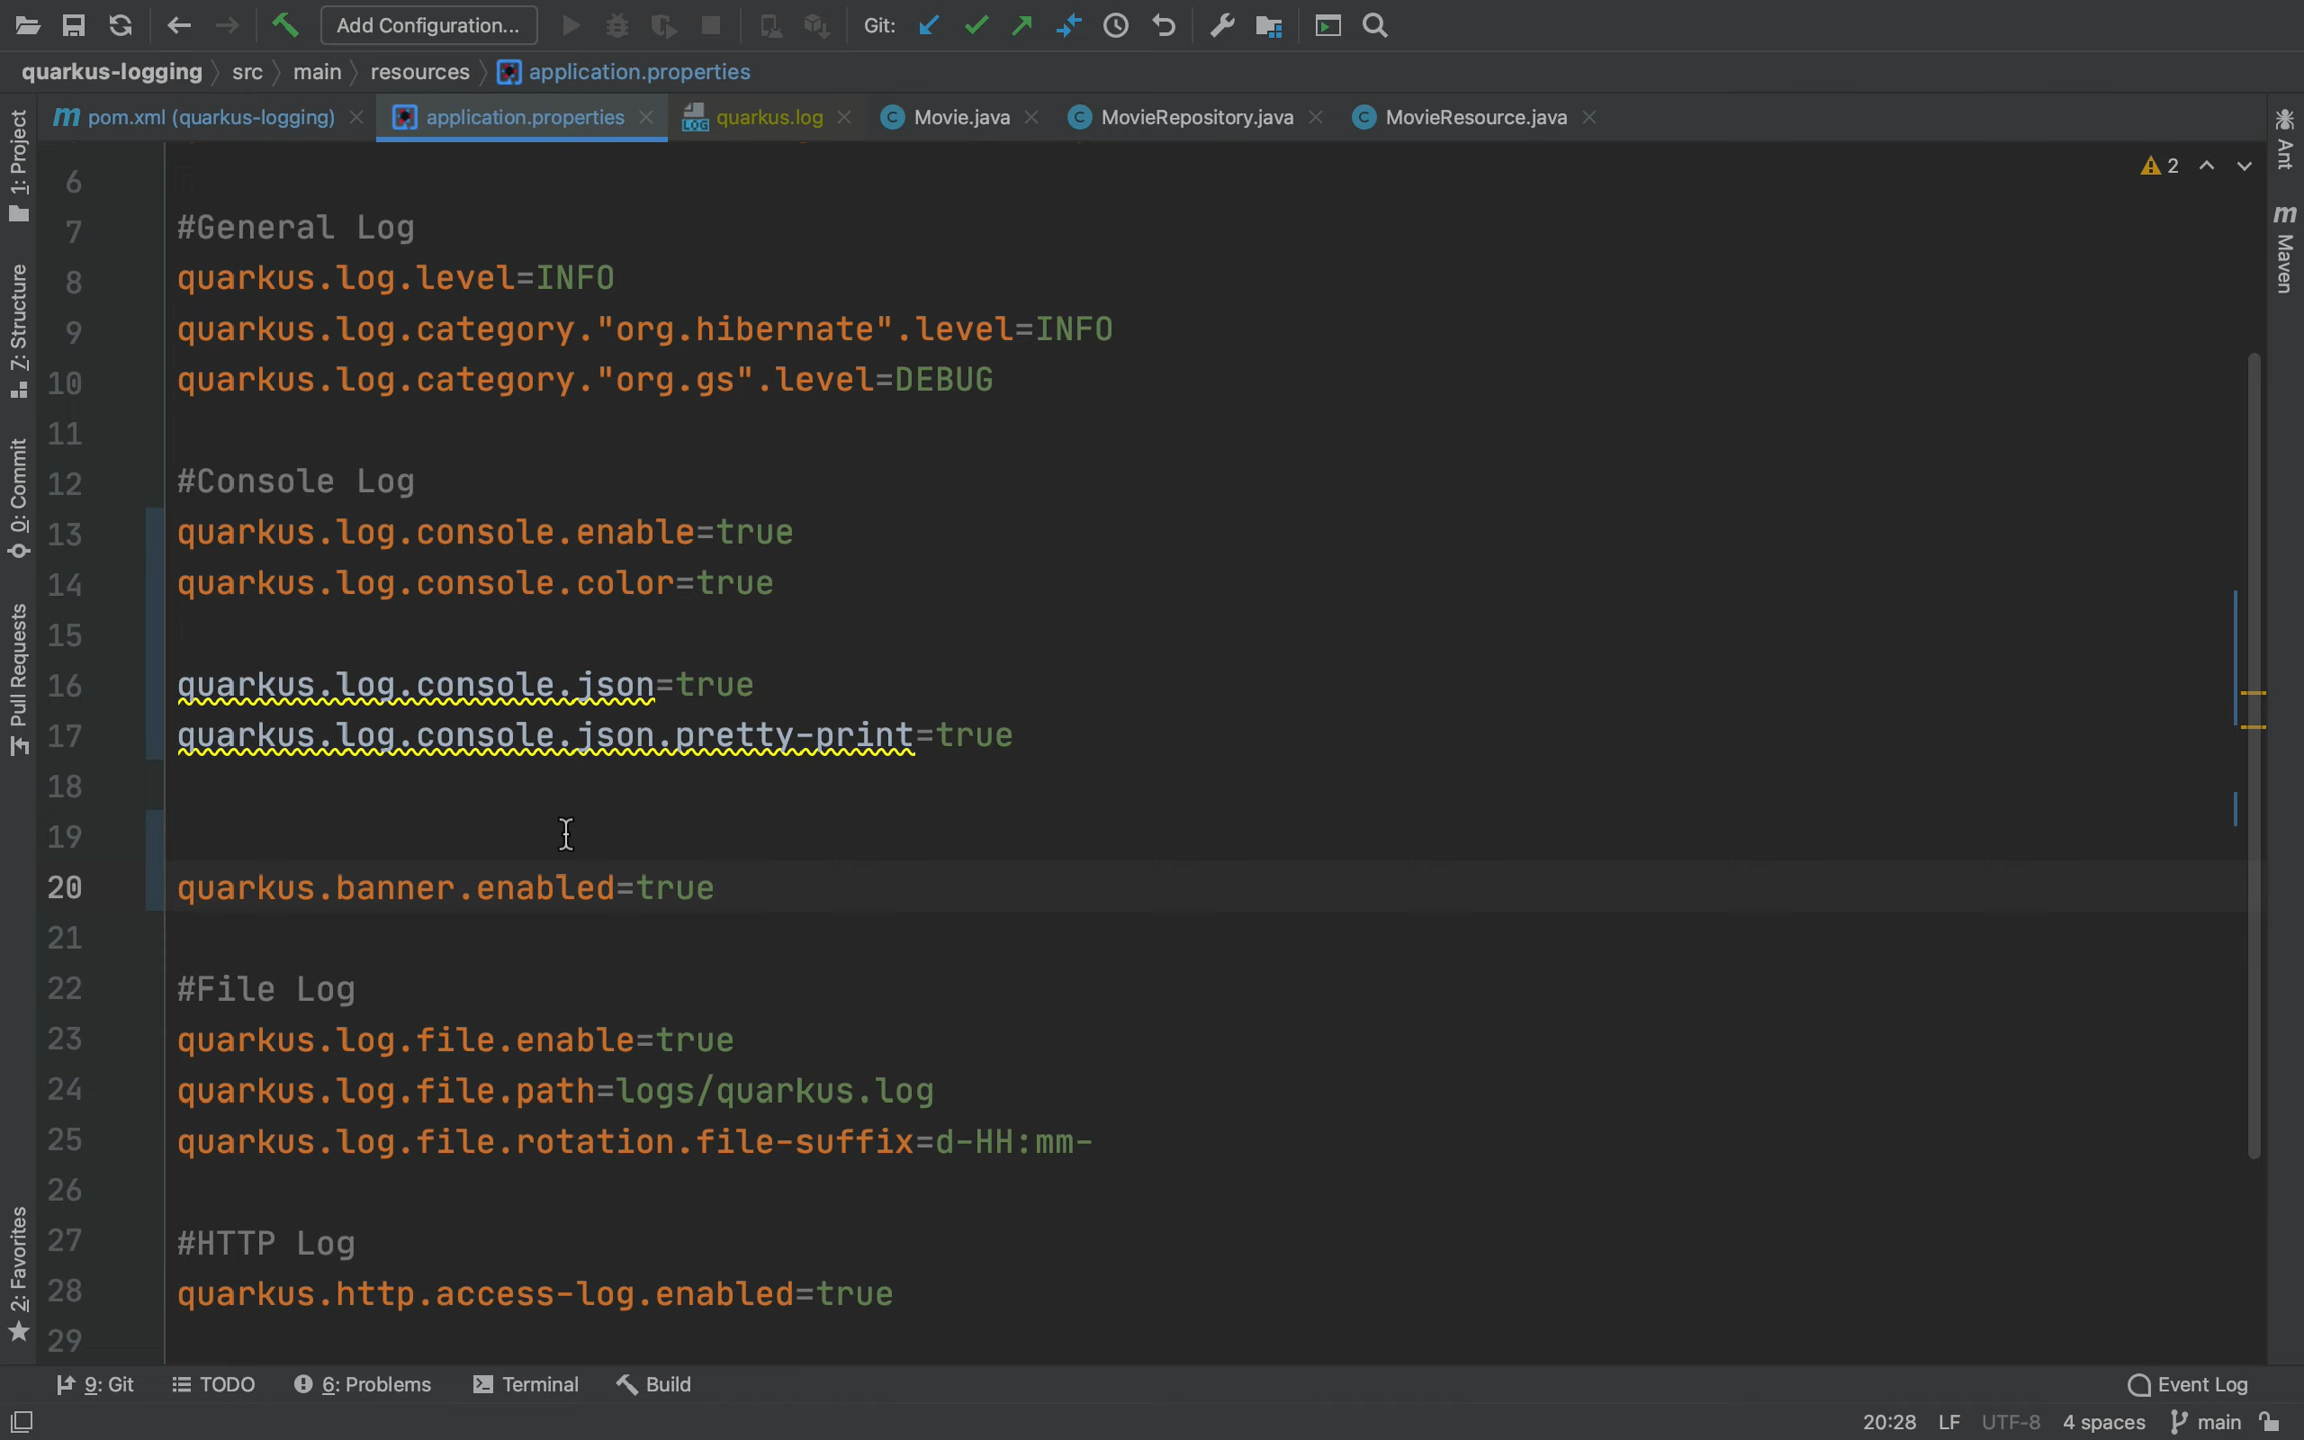 Add Configuration...
Git:
quarkus-logging
src
main
resources
application.properties
pom.xml (quarkus-logging)
application.properties
quarkus.log
Movie.java
MovieRepository.java
MovieResource.java
1: Project
Z: Structure
0: Commit
Pull Requests
2: Favorites
2
Ant
Maven
6
7 #General Log
8 quarkus.log.level=INFO
9 quarkus.log.category."org.hibernate".level=INFO
10 quarkus.log.category."org.gs".level=DEBUG
11
12 #Console Log
13 quarkus.log.console.enable=true
14 quarkus.log.console.color=true
15
16 quarkus.log.console.json=true
17 quarkus.log.console.json.pretty-print=true
18
19
20 quarkus.banner.enabled=true
21
22 #File Log
23 quarkus.log.file.enable=true
24 quarkus.log.file.path=logs/quarkus.log
25 quarkus.log.file.rotation.file-suffix=d-HH:mm-
26
27 #HTTP Log
28 quarkus.http.access-log.enabled=true
29
9: Git
TODO
6: Problems
Terminal
Build
Event Log
20:28 LF UTF-8 4 spaces main